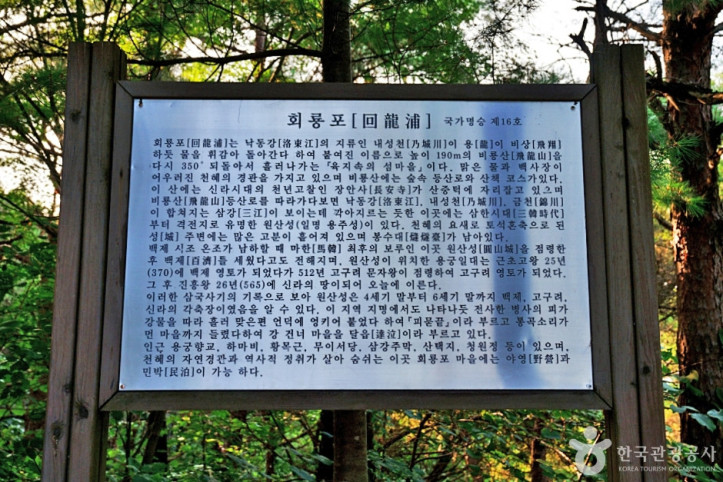 회룡포[回龍浦] 국가명승 제16호
회룡포[回龍浦]는 낙동강[洛東江]의 지류인 내성천[乃城川]이 용[龍]이 비상[飛翔]
하듯 물을 휘감아 돌아간다 하여 붙여진 이름으로 높이 190m의 비룡산[飛龍山]을
다시 350˚ 되돌아서 흘러나가는 「육지속의 섬마을」이다. 맑은 물과 백사장이
어우러진 천혜의 경관을 가지고 있으며 비룡산에는 숲속 등산로와 산책 코스가있다.
이 산에는 신라시대의 천년고찰인 장안사[長安寺]가 산중턱에 자리잡고 있으며
비룡산[飛龍山]등산로를 따라가다보면 낙동강[洛東江], 내성천[乃城川], 금천[錦川]
이 합쳐지는 삼강[三江]이 보이는데 깍아지르는 듯한 이곳에는 삼한시대[三韓時代]
부터 격전지로 유명한 원산성(일명 용주성)이 있다. 천혜의 요새로 토석혼축으로 된
성[城] 주변에는 많은 고분이 흩어져 있으며 봉수대[烽燧臺]가 남아있다.
백제 시조 온조가 남하할 때 마한[馬韓] 최후의 보루인 이곳 원산성[圓山城]을 점령한
후 백제[百濟]를 세웠다고도 전해지며, 원산성이 위치한 용궁일대는 근초고왕 25년
(370)에 백제 영토가 되었다가 512년 고구려 문자왕이 점령하여 고구려 영토가 되었다.
그 후 진흥왕 26년(565)에 신라의 땅이되어 오늘에 이른다.
이러한 삼국사기의 기록으로 보아 원산성은 4세기 말부터 6세기 말까지 백제, 고구려,
신라의 각축장이였음을 알 수 있다. 이 지역 지명에서도 나타나듯 전사한 병사의 피가
강물을 따라 흘러 맞은편 언덕에 엉키어 붙었다 하여「피끝」이라 부르고 통곡소리가
먼 마을까지 들렸다하여 강 건너 마을을 달읍[達泣]이라 부르고 있다.
인근 용궁향교, 하마비, 황목근, 무이서당, 삼강주막, 산택지, 청원정 등이 있으며,
천혜의 자연경관과 역사적 정취가 살아 숨쉬는 이곳 회룡포 마을에는 야영[野營]과
민박[民泊]이 가능 하다.
한국관광공사
KOREA TOURISM ORGANIZATION